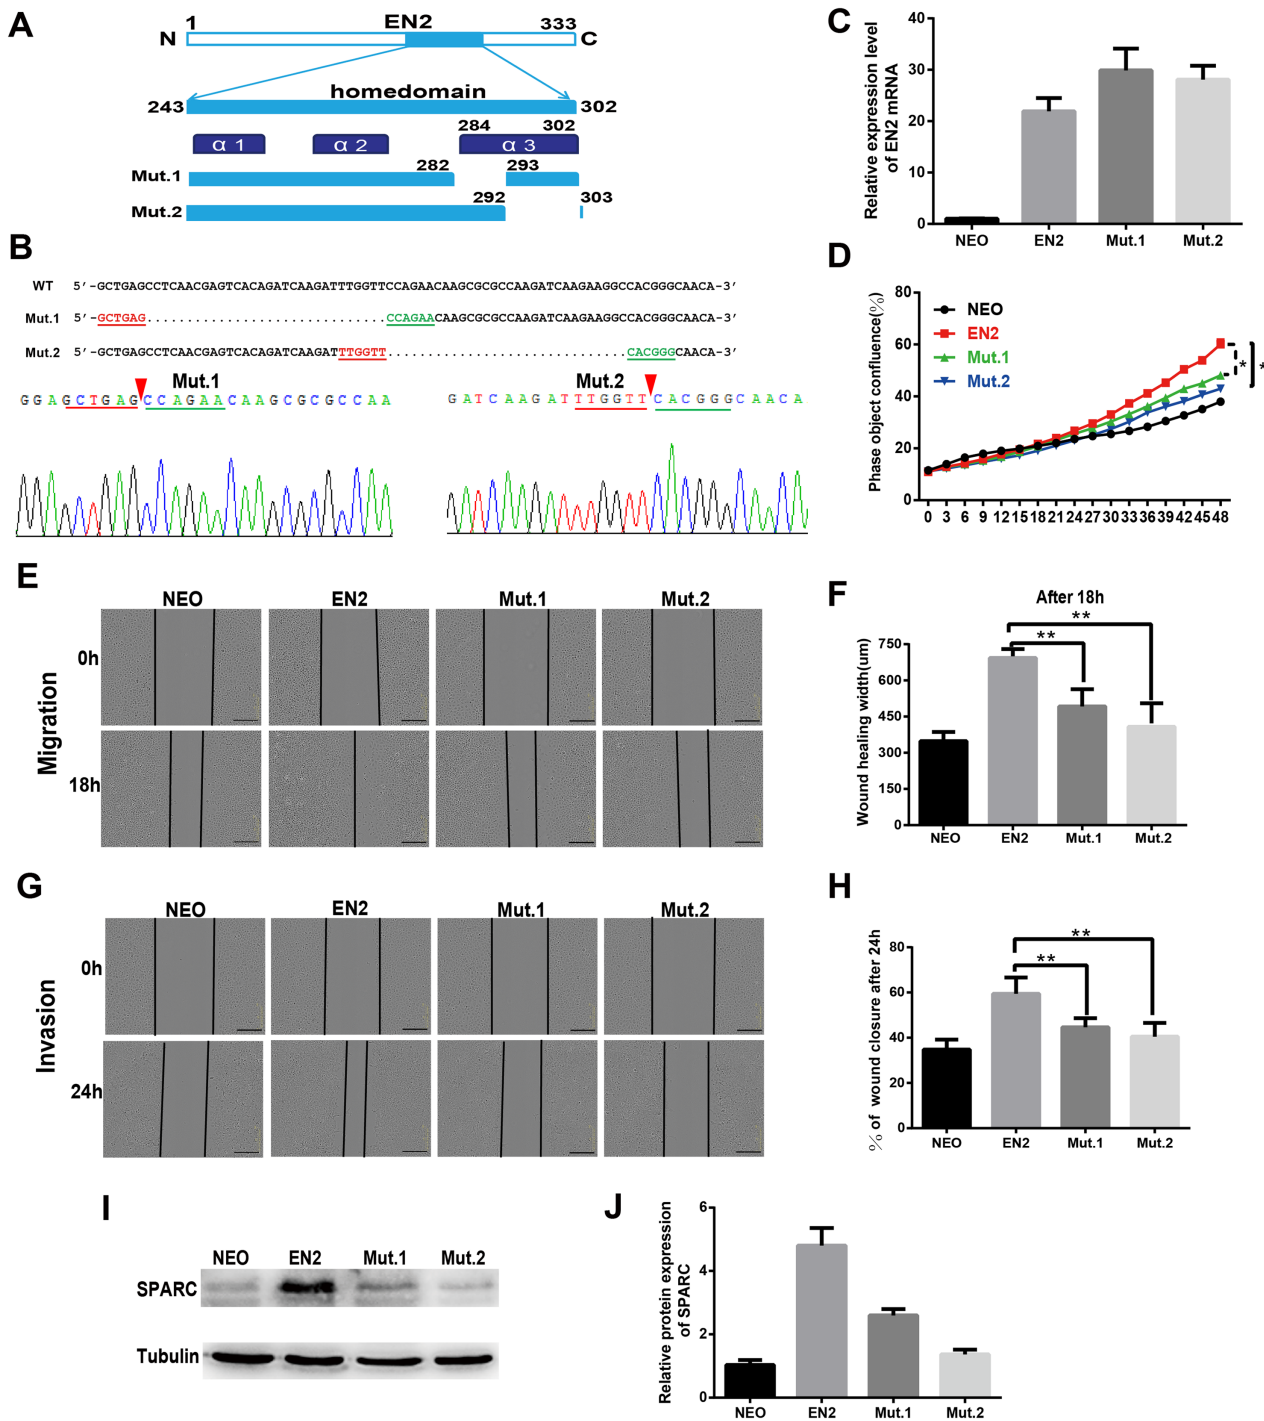 A
1 EN2 333
N C
homedomain
243 302
284 302
α 1 α 2 α 3
Mut.1 282 293
Mut.2 292 303
B
WT 5'-GCTGAGCCTCAACGAGTCACAGATCAAGATTTGGTTCCAGAACAAGCGCGCCAAGATCAAGAAGGCCACGGGCAACA-3'
Mut.1 5'-GCTGAG..............................CCAGAACAAGCGCGCCAAGATCAAGAAGGCCACGGGCAACA-3'
Mut.2 5'-GCTGAGCCTCAACGAGTCACAGATCAAGATTTGGTT..............................CACGGGCAACA-3'
Mut.1 Mut.2
G G A G C T G A G C C A G A A C A A G C G C G C C A A
G A T C A A G A T T T G G T T C A C G G G C A A C A
C
Relative expression level
of EN2 mRNA
40
30
20
10
0
NEO EN2 Mut.1 Mut.2
D
Phase object confluence(%)
80
60
40
20
0
NEO
EN2
Mut.1
Mut.2
* *
0 3 6 9 12 15 18 21 24 27 30 33 36 39 42 45 48
E
NEO EN2 Mut.1 Mut.2
Migration
0h
18h
F
After 18h
Wound healing width(um)
750
600
450
300
150
0
**
**
NEO EN2 Mut.1 Mut.2
G
NEO EN2 Mut.1 Mut.2
Invasion
0h
24h
H
% of wound closure after 24h
80
60
40
20
0
**
**
NEO EN2 Mut.1 Mut.2
I
NEO EN2 Mut.1 Mut.2
SPARC
Tubulin
J
Relative protein expression
of SPARC
6
4
2
0
NEO EN2 Mut.1 Mut.2